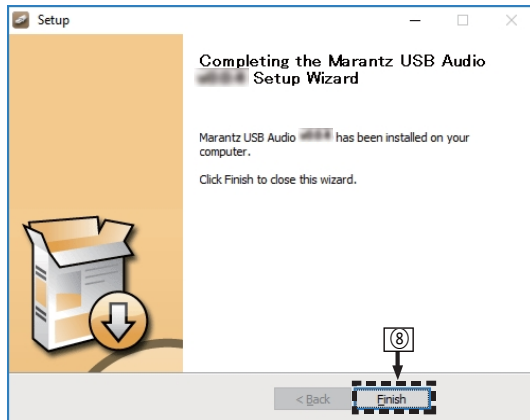 Setup
Completing the Marantz USB Audio
Setup Wizard
Marantz USB Audio has been installed on your
computer.
Click Finish to close this wizard.
⑧
< Back
Finish